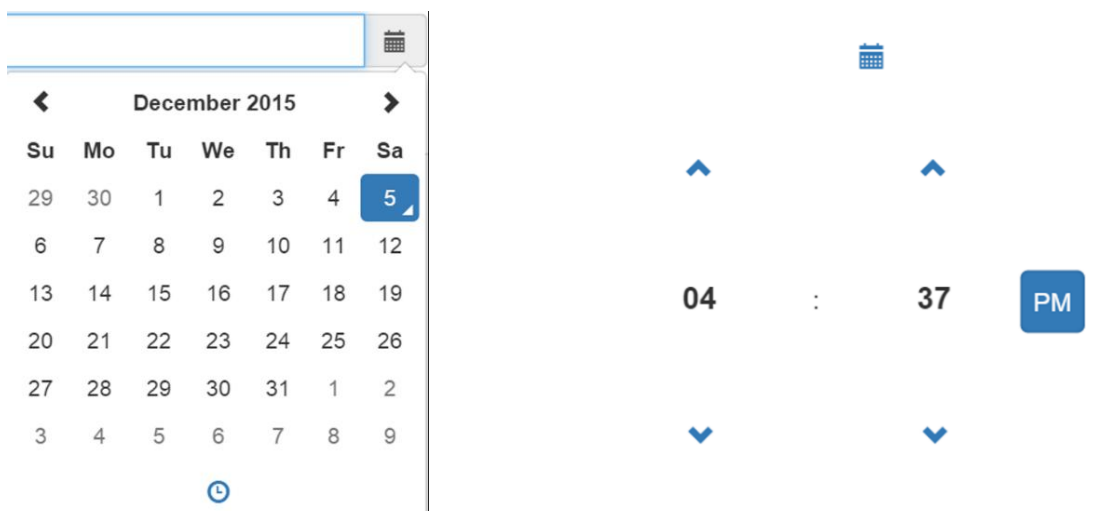 December 2015
Su Mo Tu We Th Fr Sa
29 30 1 2 3 4 5
6 7 8 9 10 11 12
13 14 15 16 17 18 19
20 21 22 23 24 25 26
27 28 29 30 31 1 2
3 4 5 6 7 8 9
04 : 37 PM